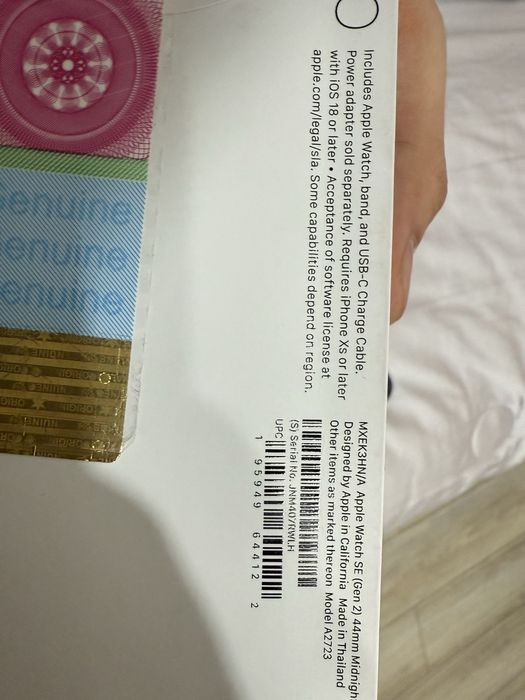 Includes Apple Watch, band, and USB-C Charge Cable.
Power adapter sold separately. Requires iPhone Xs or later
with iOS 18 or later • Acceptance of software license at
apple.com/legal/sla. Some capabilities depend on region.
MXEK3HN/A Apple Watch SE (Gen 2) 44mm Midnigh
Designed by Apple in California Made in Thailand
Other items as marked thereon Model A2723
(S) Serial No.
UPC
1 95949 64412 2
Genuine
Genuine
Genuine